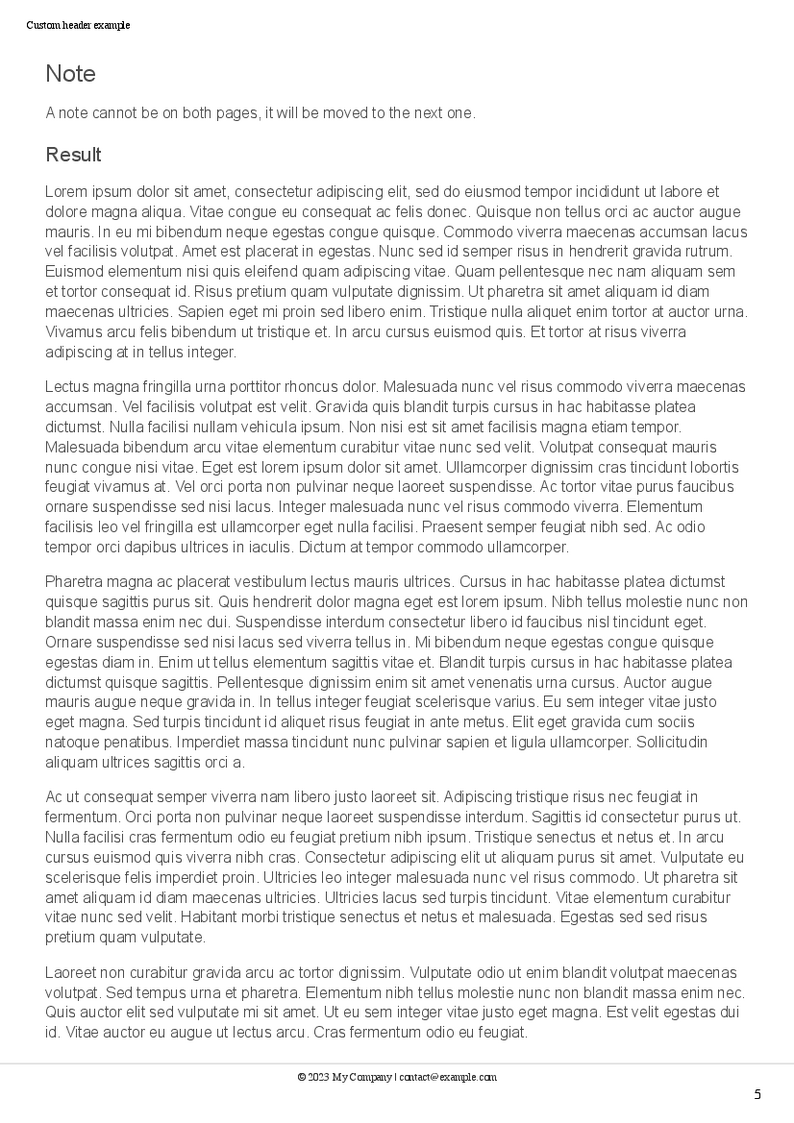 Custom header example
Note
A note cannot be on both pages, it will be moved to the next one.
Result
Lorem ipsum dolor sit amet, consectetur adipiscing elit, sed do eiusmod tempor incididunt ut labore et
dolore magna aliqua. Vitae congue eu consequat ac felis donec. Quisque non tellus orci ac auctor augue
mauris. In eu mi bibendum neque egestas congue quisque. Commodo viverra maecenas accumsan lacus
vel facilisis volutpat. Amet est placerat in egestas. Nunc sed id semper risus in hendrerit gravida rutrum.
Euismod elementum nisi quis eleifend quam adipiscing vitae. Quam pellentesque nec nam aliquam sem
et tortor consequat id. Risus pretium quam vulputate dignissim. Ut pharetra sit amet aliquam id diam
maecenas ultricies. Sapien eget mi proin sed libero enim. Tristique nulla aliquet enim tortor at auctor urna.
Vivamus arcu felis bibendum ut tristique et. In arcu cursus euismod quis. Et tortor at risus viverra
adipiscing at in tellus integer.
Lectus magna fringilla urna porttitor rhoncus dolor. Malesuada nunc vel risus commodo viverra maecenas
accumsan. Vel facilisis volutpat est velit. Gravida quis blandit turpis cursus in hac habitasse platea
dictumst. Nulla facilisi nullam vehicula ipsum. Non nisi est sit amet facilisis magna etiam tempor.
Malesuada bibendum arcu vitae elementum curabitur vitae nunc sed velit. Volutpat consequat mauris
nunc congue nisi vitae. Eget est lorem ipsum dolor sit amet. Ullamcorper dignissim cras tincidunt lobortis
feugiat vivamus at. Vel orci porta non pulvinar neque laoreet suspendisse. Ac tortor vitae purus faucibus
ornare suspendisse sed nisi lacus. Integer malesuada nunc vel risus commodo viverra. Elementum
facilisis leo vel fringilla est ullamcorper eget nulla facilisi. Praesent semper feugiat nibh sed. Ac odio
tempor orci dapibus ultrices in iaculis. Dictum at tempor commodo ullamcorper.
Pharetra magna ac placerat vestibulum lectus mauris ultrices. Cursus in hac habitasse platea dictumst
quisque sagittis purus sit. Quis hendrerit dolor magna eget est lorem ipsum. Nibh tellus molestie nunc non
blandit massa enim nec dui. Suspendisse interdum consectetur libero id faucibus nisl tincidunt eget.
Ornare suspendisse sed nisi lacus sed viverra tellus in. Mi bibendum neque egestas congue quisque
egestas diam in. Enim ut tellus elementum sagittis vitae et. Blandit turpis cursus in hac habitasse platea
dictumst quisque sagittis. Pellentesque dignissim enim sit amet venenatis urna cursus. Auctor augue
mauris augue neque gravida in. In tellus integer feugiat scelerisque varius. Eu sem integer vitae justo
eget magna. Sed turpis tincidunt id aliquet risus feugiat in ante metus. Elit eget gravida cum sociis
natoque penatibus. Imperdiet massa tincidunt nunc pulvinar sapien et ligula ullamcorper. Sollicitudin
aliquam ultrices sagittis orci a.
Ac ut consequat semper viverra nam libero justo laoreet sit. Adipiscing tristique risus nec feugiat in
fermentum. Orci porta non pulvinar neque laoreet suspendisse interdum. Sagittis id consectetur purus ut.
Nulla facilisi cras fermentum odio eu feugiat pretium nibh ipsum. Tristique senectus et netus et. In arcu
cursus euismod quis viverra nibh cras. Consectetur adipiscing elit ut aliquam purus sit amet. Vulputate eu
scelerisque felis imperdiet proin. Ultricies leo integer malesuada nunc vel risus commodo. Ut pharetra sit
amet aliquam id diam maecenas ultricies. Ultricies lacus sed turpis tincidunt. Vitae elementum curabitur
vitae nunc sed velit. Habitant morbi tristique senectus et netus et malesuada. Egestas sed sed risus
pretium quam vulputate.
Laoreet non curabitur gravida arcu ac tortor dignissim. Vulputate odio ut enim blandit volutpat maecenas
volutpat. Sed tempus urna et pharetra. Elementum nibh tellus molestie nunc non blandit massa enim nec.
Quis auctor elit sed vulputate mi sit amet. Ut eu sem integer vitae justo eget magna. Est velit egestas dui
id. Vitae auctor eu augue ut lectus arcu. Cras fermentum odio eu feugiat.
© 2023 My Company | contact@example.com
5